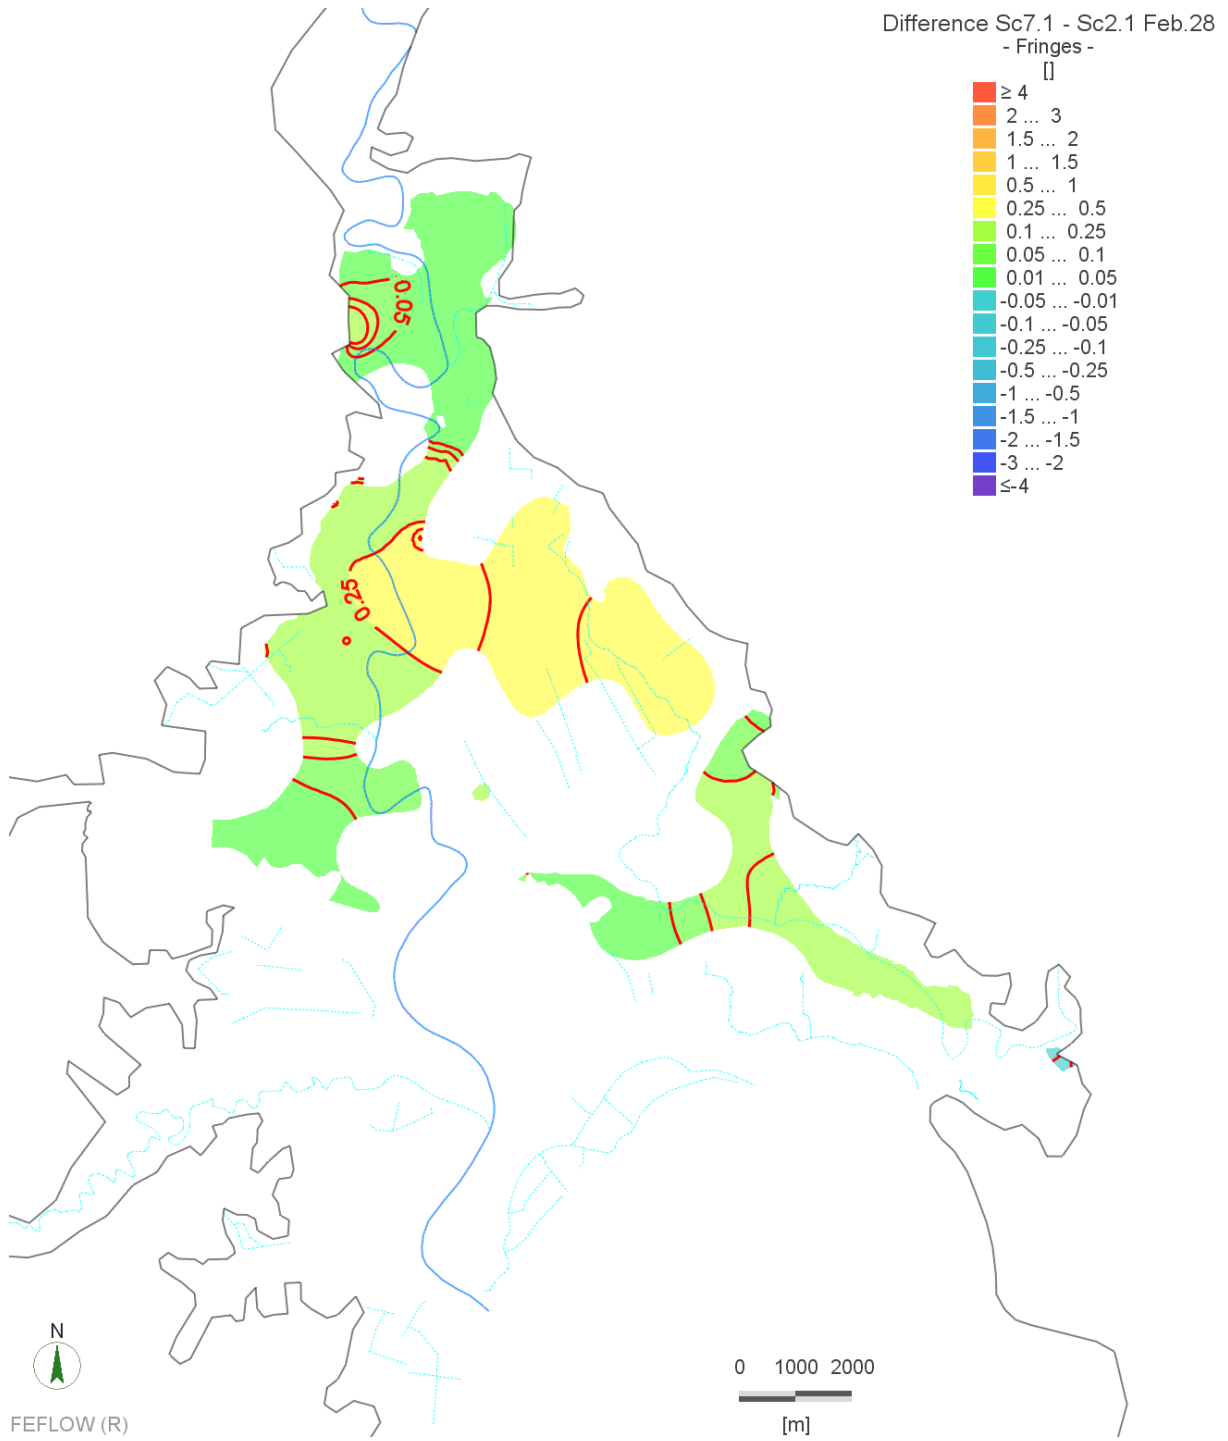 Difference Sc7.1 - Sc2.1 Feb.28
- Fringes -
[]
≥ 4
2 ... 3
1.5 ... 2
1 ... 1.5
0.5 ... 1
0.25 ... 0.5
0.1 ... 0.25
0.05 ... 0.1
0.01 ... 0.05
-0.05 ... -0.01
-0.1 ... -0.05
-0.25 ... -0.1
-0.5 ... -0.25
-1 ... -0.5
-1.5 ... -1
-2 ... -1.5
-3 ... -2
≤-4
0.05
0.25
N
0 1000 2000
[m]
FEFLOW (R)